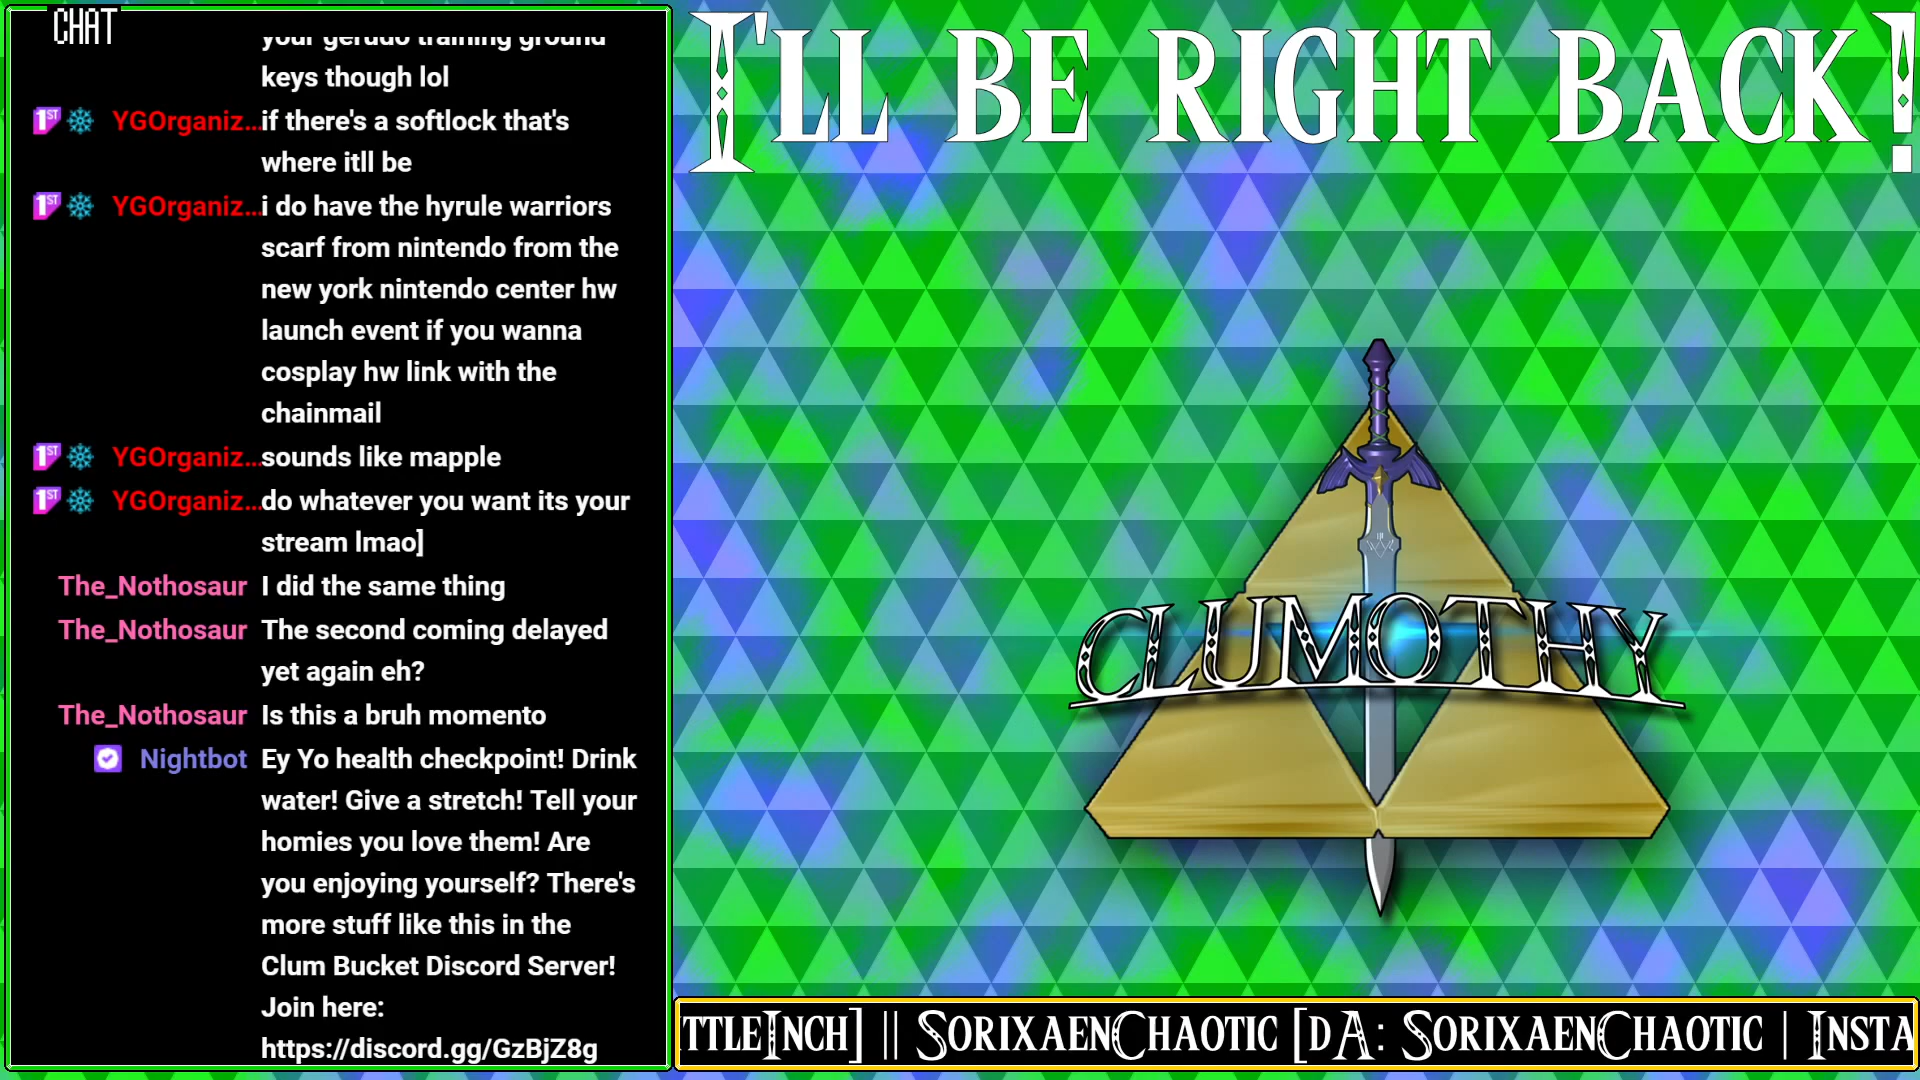 CHAT
your gerudo training ground
keys though lol
YGOrganiz... if there's a softlock that's
where itll be
YGOrganiz... i do have the hyrule warriors
scarf from nintendo from the
new york nintendo center hw
launch event if you wanna
cosplay hw link with the
chainmail
YGOrganiz... sounds like mapple
YGOrganiz... do whatever you want its your
stream lmao]
The_Nothosaur I did the same thing
The_Nothosaur The second coming delayed
yet again eh?
The_Nothosaur Is this a bruh momento
Nightbot Ey Yo health checkpoint! Drink
water! Give a stretch! Tell your
homies you love them! Are
you enjoying yourself? There's
more stuff like this in the
Clum Bucket Discord Server!
Join here:
https://discord.gg/GzBjZ8g
I'LL BE RIGHT BACK!
CLUMOTHY
TTLEINCH] || SORIXAENCHAOTIC [DA: SORIXAENCHAOTIC | INSTA